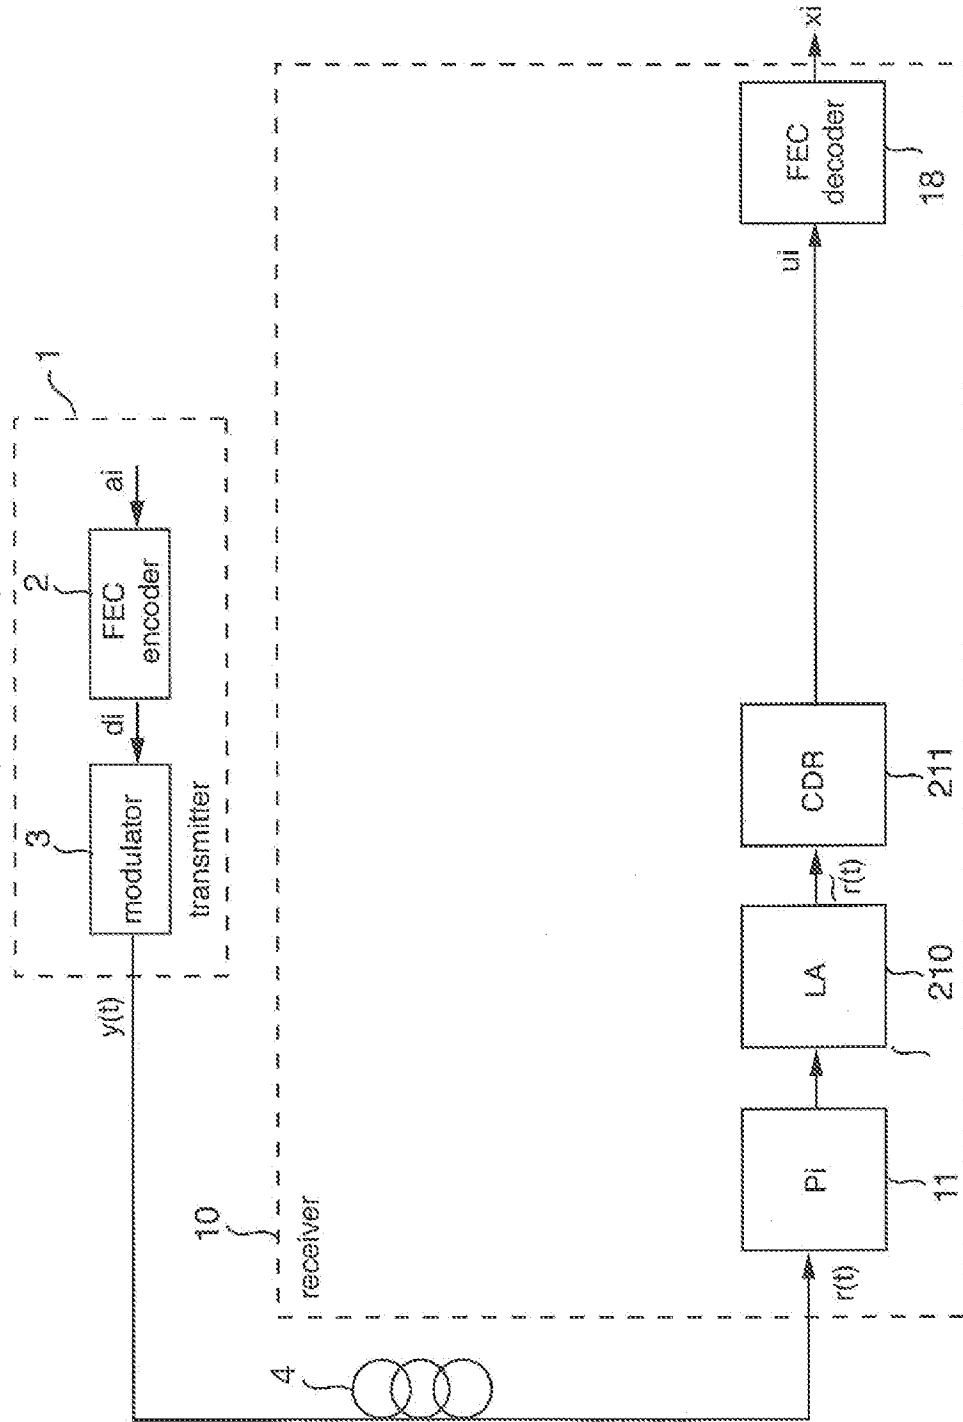 1
2
3
ai
FEC
encoder
di
modulator
transmitter
y(t)
4
10
receiver
r(t)
Pi
11
LA
210
r̃(t)
CDR
211
ui
FEC
decoder
18
xi